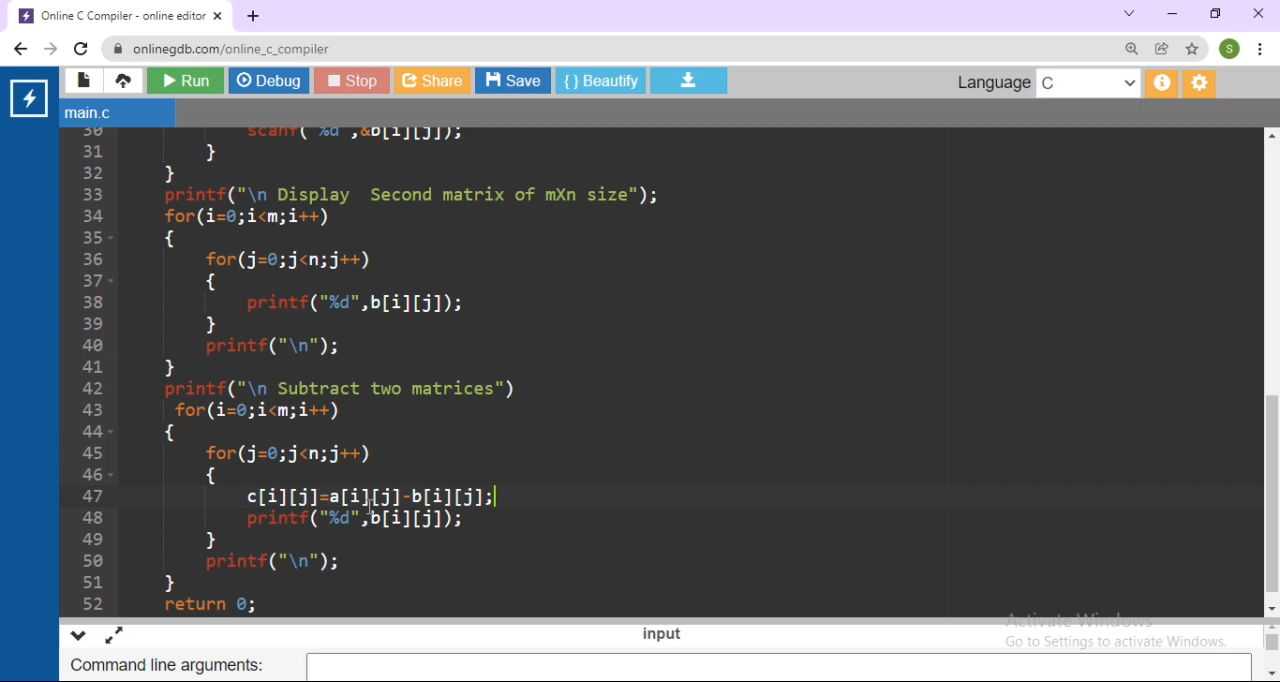 Online C Compiler - online editor
onlinegdb.com/online_c_compiler
S
Run Debug Stop Share Save { } Beautify Language C
main.c
30 scanf("%d",&b[i][j]);
31 }
32 }
33 printf("\n Display  Second matrix of mXn size");
34 for(i=0;i<m;i++)
35 {
36 for(j=0;j<n;j++)
37 {
38 printf("%d",b[i][j]);
39 }
40 printf("\n");
41 }
42 printf("\n Subtract two matrices")
43 for(i=0;i<m;i++)
44 {
45 for(j=0;j<n;j++)
46 {
47 c[i][j]=a[i][j]-b[i][j];
48 printf("%d",b[i][j]);
49 }
50 printf("\n");
51 }
52 return 0;
input
Activate Windows
Go to Settings to activate Windows.
Command line arguments: